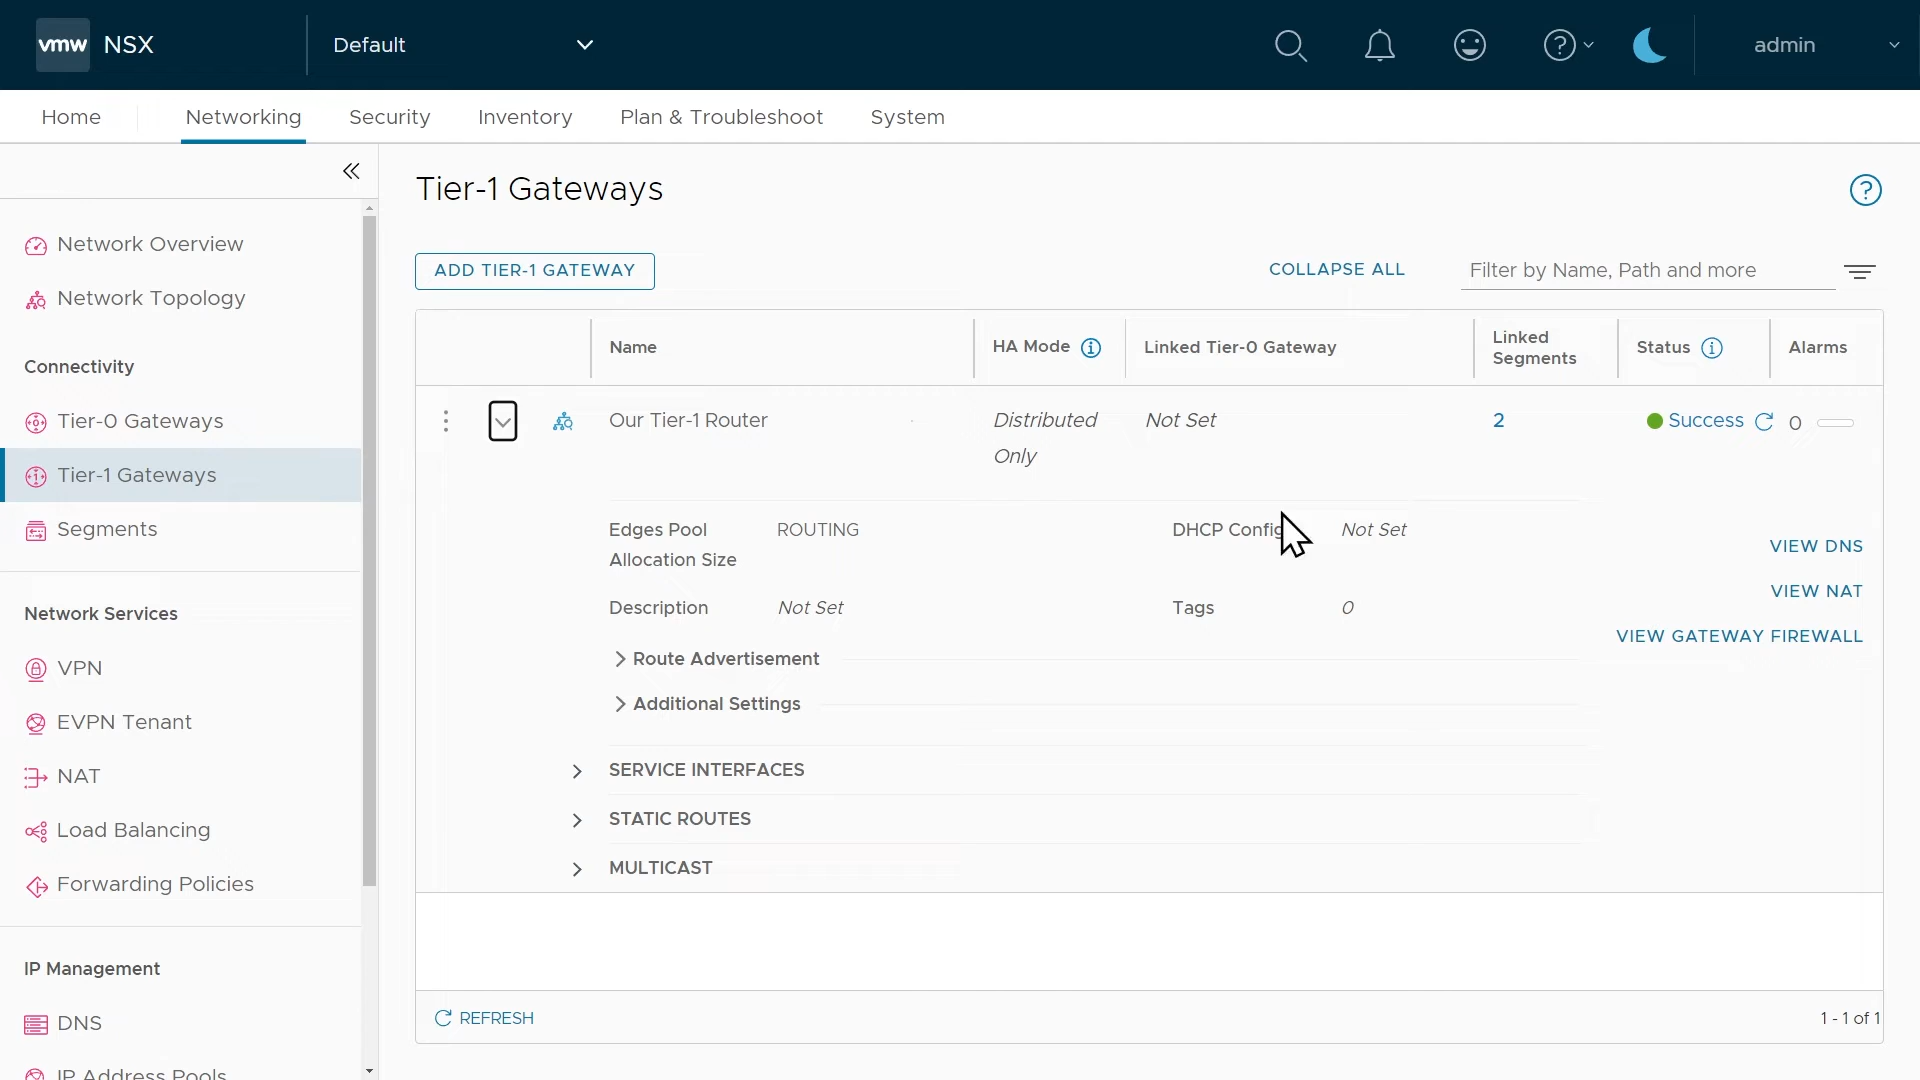 vmw NSX Default admin
Home Networking Security Inventory Plan & Troubleshoot System
Network Overview
Network Topology
Connectivity
Tier-0 Gateways
Tier-1 Gateways
Segments
Network Services
VPN
EVPN Tenant
NAT
Load Balancing
Forwarding Policies
IP Management
DNS
IP Address Pools
Tier-1 Gateways
ADD TIER-1 GATEWAY COLLAPSE ALL Filter by Name, Path and more
Name HA Mode Linked Tier-0 Gateway Linked Segments Status Alarms
Our Tier-1 Router Distributed Only Not Set 2 Success 0
Edges Pool Allocation Size ROUTING DHCP Config Not Set
Description Not Set Tags 0
VIEW DNS
VIEW NAT
VIEW GATEWAY FIREWALL
Route Advertisement
Additional Settings
SERVICE INTERFACES
STATIC ROUTES
MULTICAST
REFRESH 1 - 1 of 1